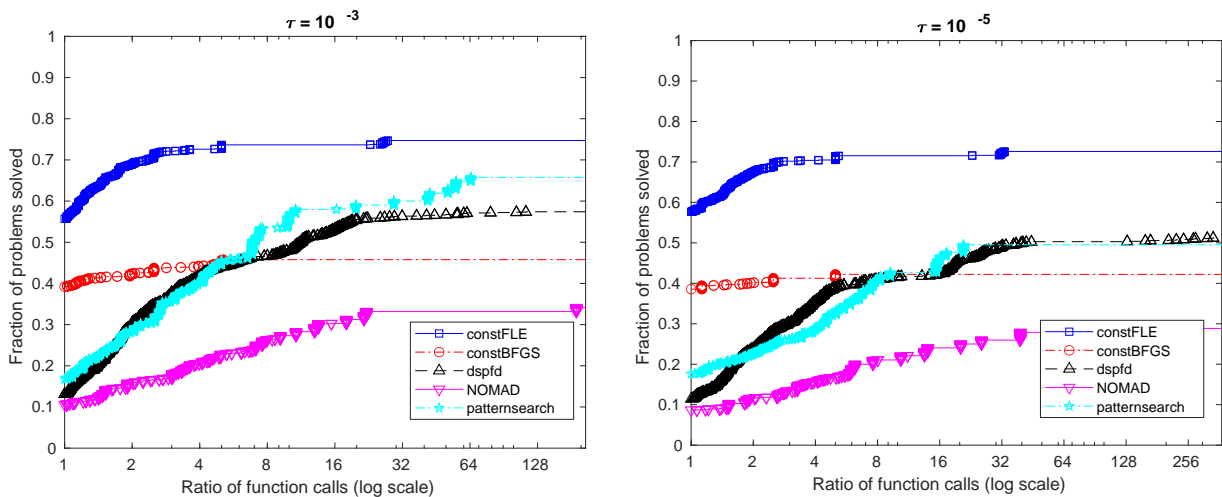 τ = 10 -3
1
0.9
0.8
0.7
0.6
0.5
0.4
0.3
0.2
0.1
0
Fraction of problems solved
constFLE
constBFGS
dspfd
NOMAD
patternsearch
1 2 4 8 16 32 64 128
Ratio of function calls (log scale)
τ = 10 -5
1
0.9
0.8
0.7
0.6
0.5
0.4
0.3
0.2
0.1
0
Fraction of problems solved
constFLE
constBFGS
dspfd
NOMAD
patternsearch
1 2 4 8 16 32 64 128 256
Ratio of function calls (log scale)